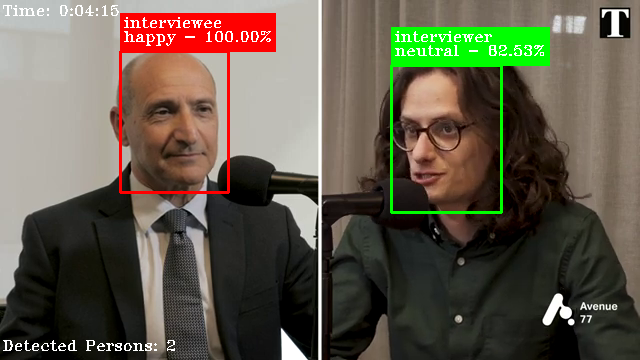 Time: 0:04:15
interviewee
happy - 100.00%
interviewer
neutral - 82.53%
T
Avenue
77
Detected Persons: 2